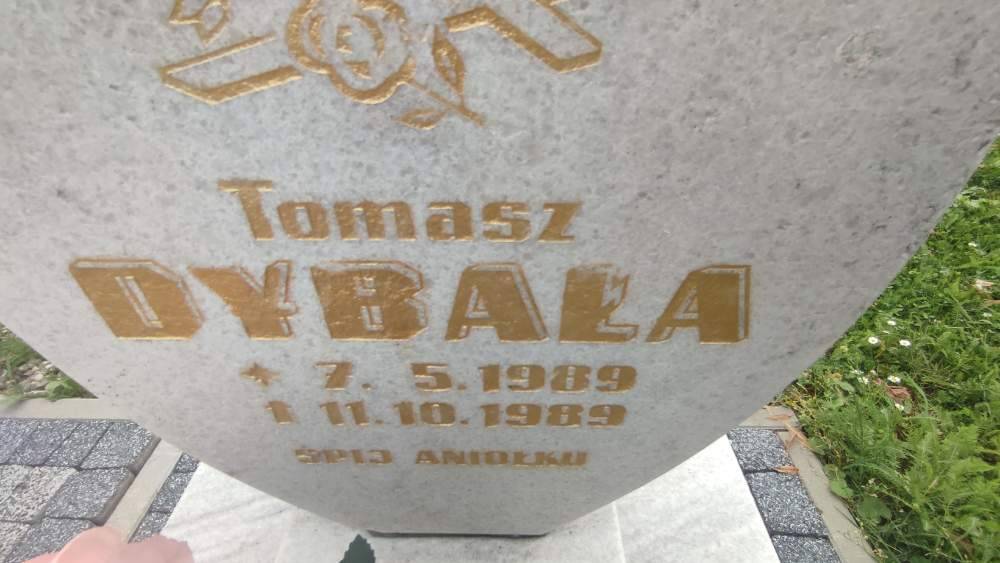 Tomasz
DYBAŁA
* 7. 5. 1989
† 11. 10. 1989
ŚPIJ ANIOŁKU